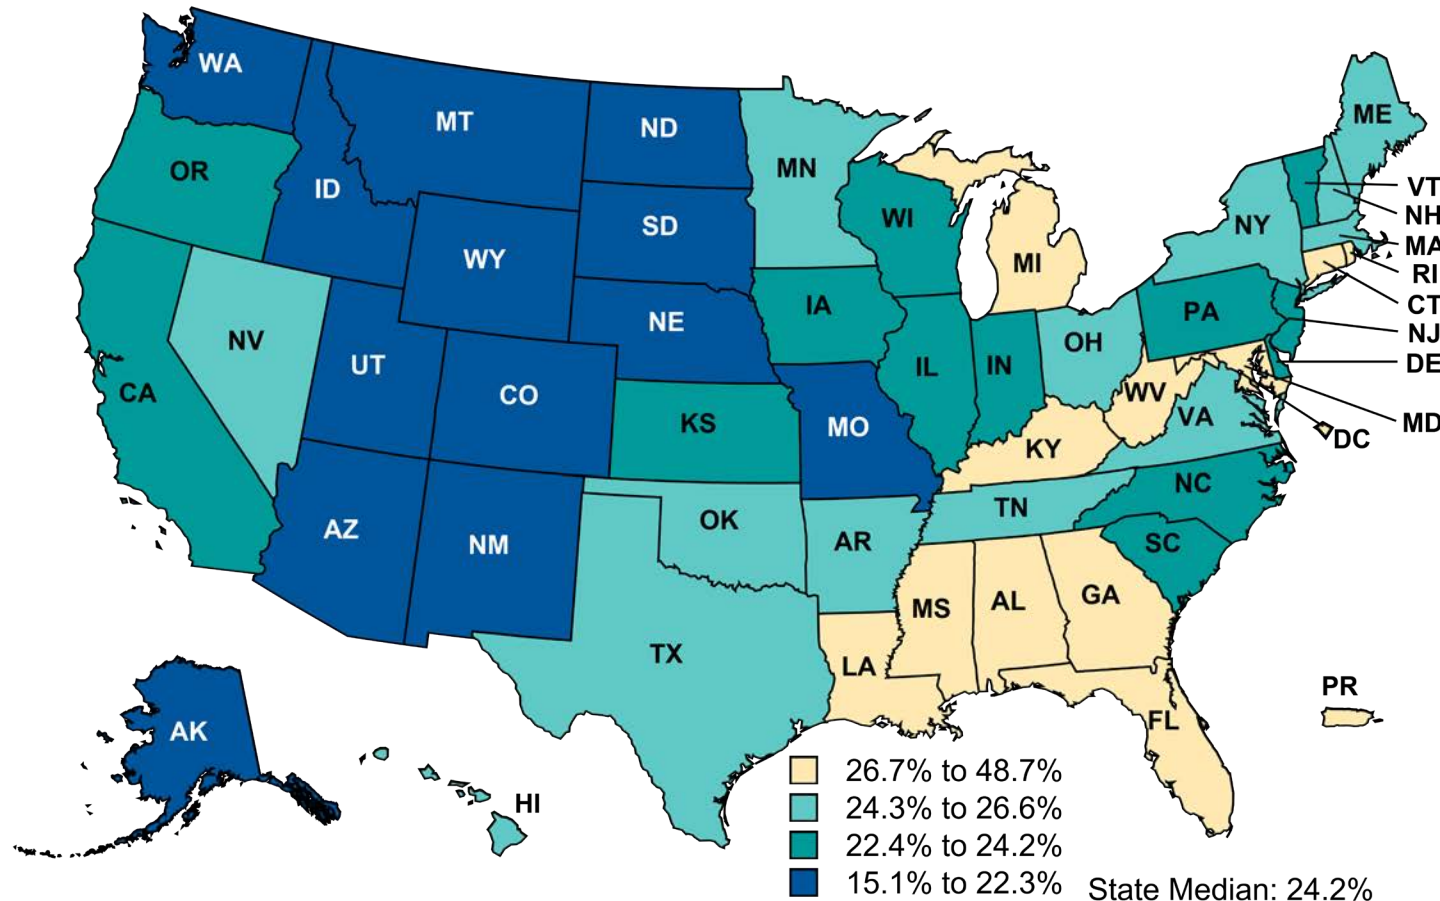 WA
MT
ND
MN
ME
OR
ID
SD
WI
NY
VT
NH
MA
RI
CT
NJ
DE
MD
DC
WY
MI
NE
IA
PA
NV
UT
CO
CA
KS
MO
IL
IN
OH
WV
VA
KY
NC
TN
SC
AZ
NM
OK
AR
MS
AL
GA
TX
LA
FL
PR
AK
HI
26.7% to 48.7%
24.3% to 26.6%
22.4% to 24.2%
15.1% to 22.3%
State Median: 24.2%